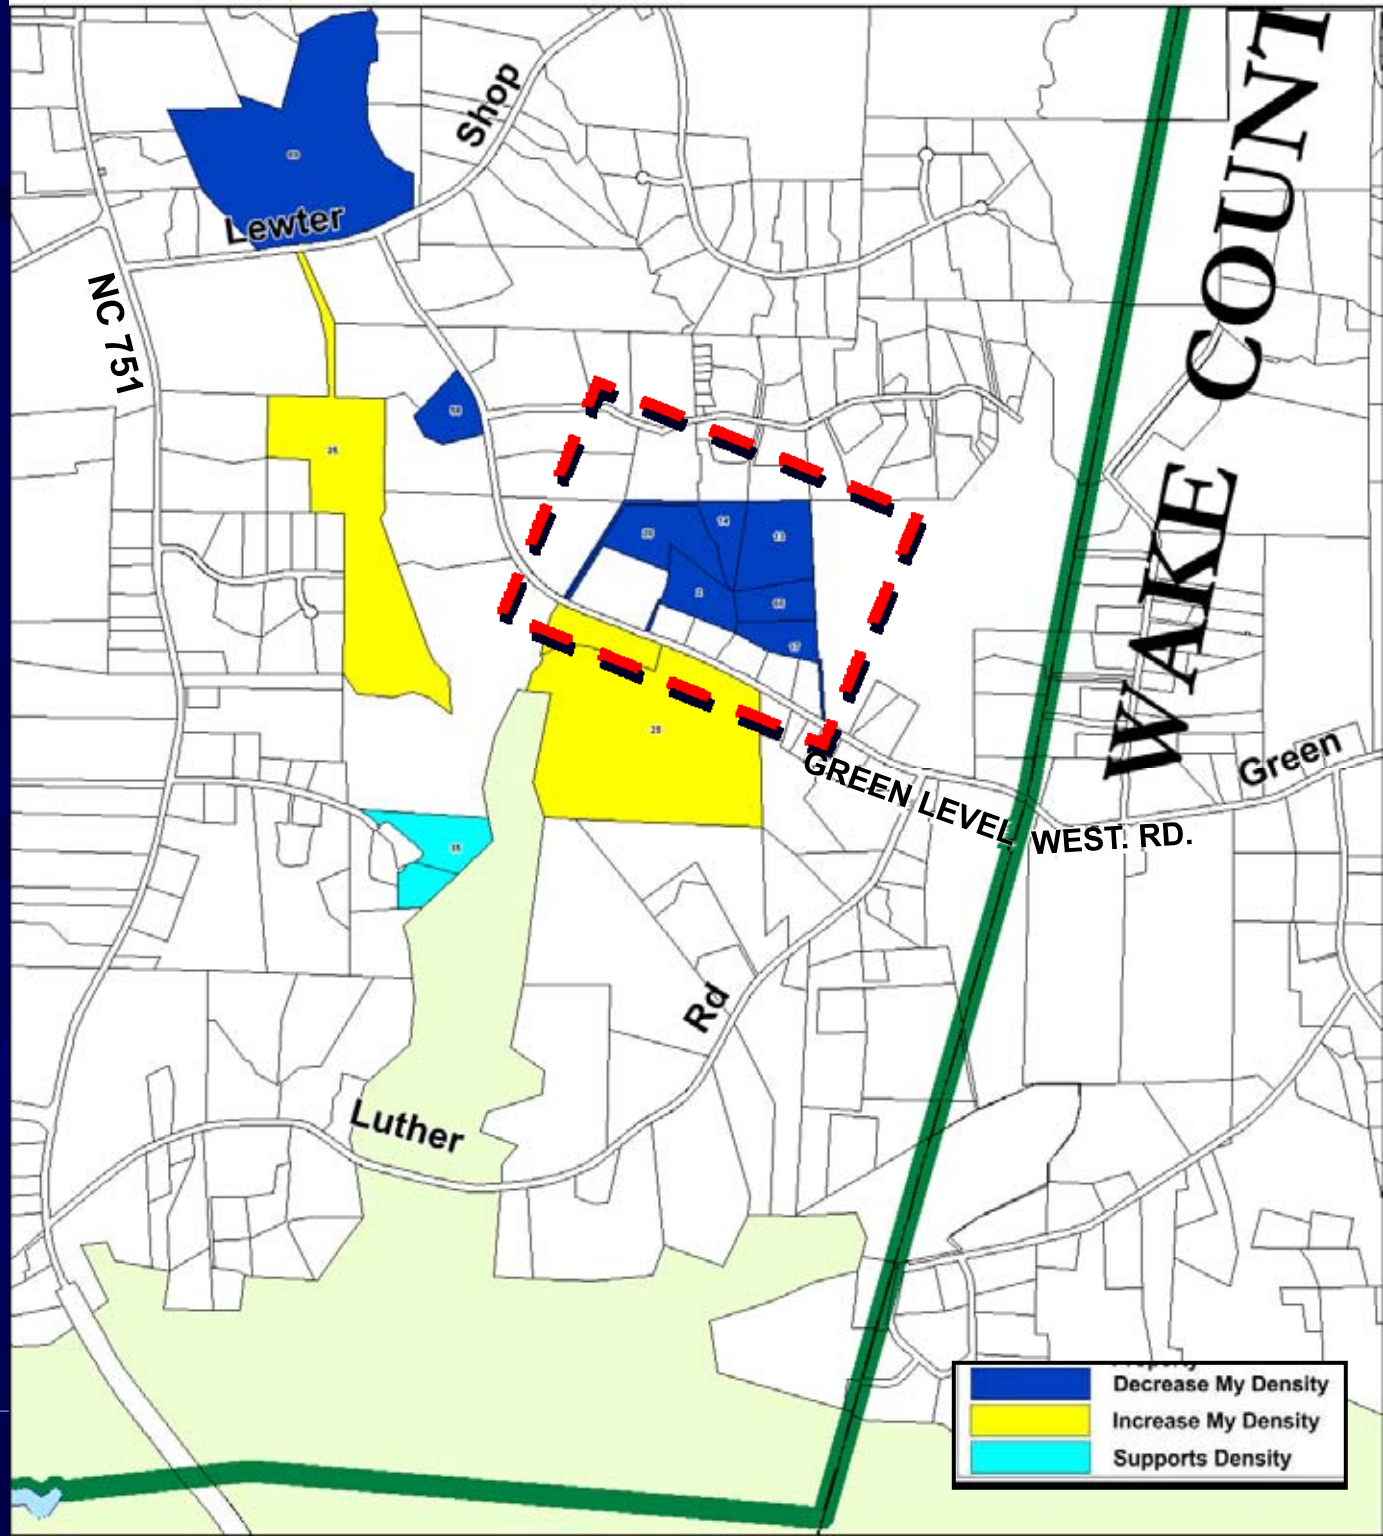 Shop
Lewter
NC 751
WAKE COUNT
Green
GREEN LEVEL WEST. RD.
Rd
Luther
Decrease My Density
Increase My Density
Supports Density